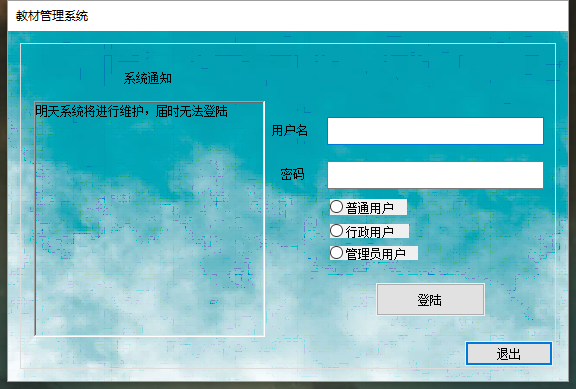 教材管理系统
系统通知
明天系统将进行维护，届时无法登陆
用户名
密码
普通用户
行政用户
管理员用户
登陆
退出